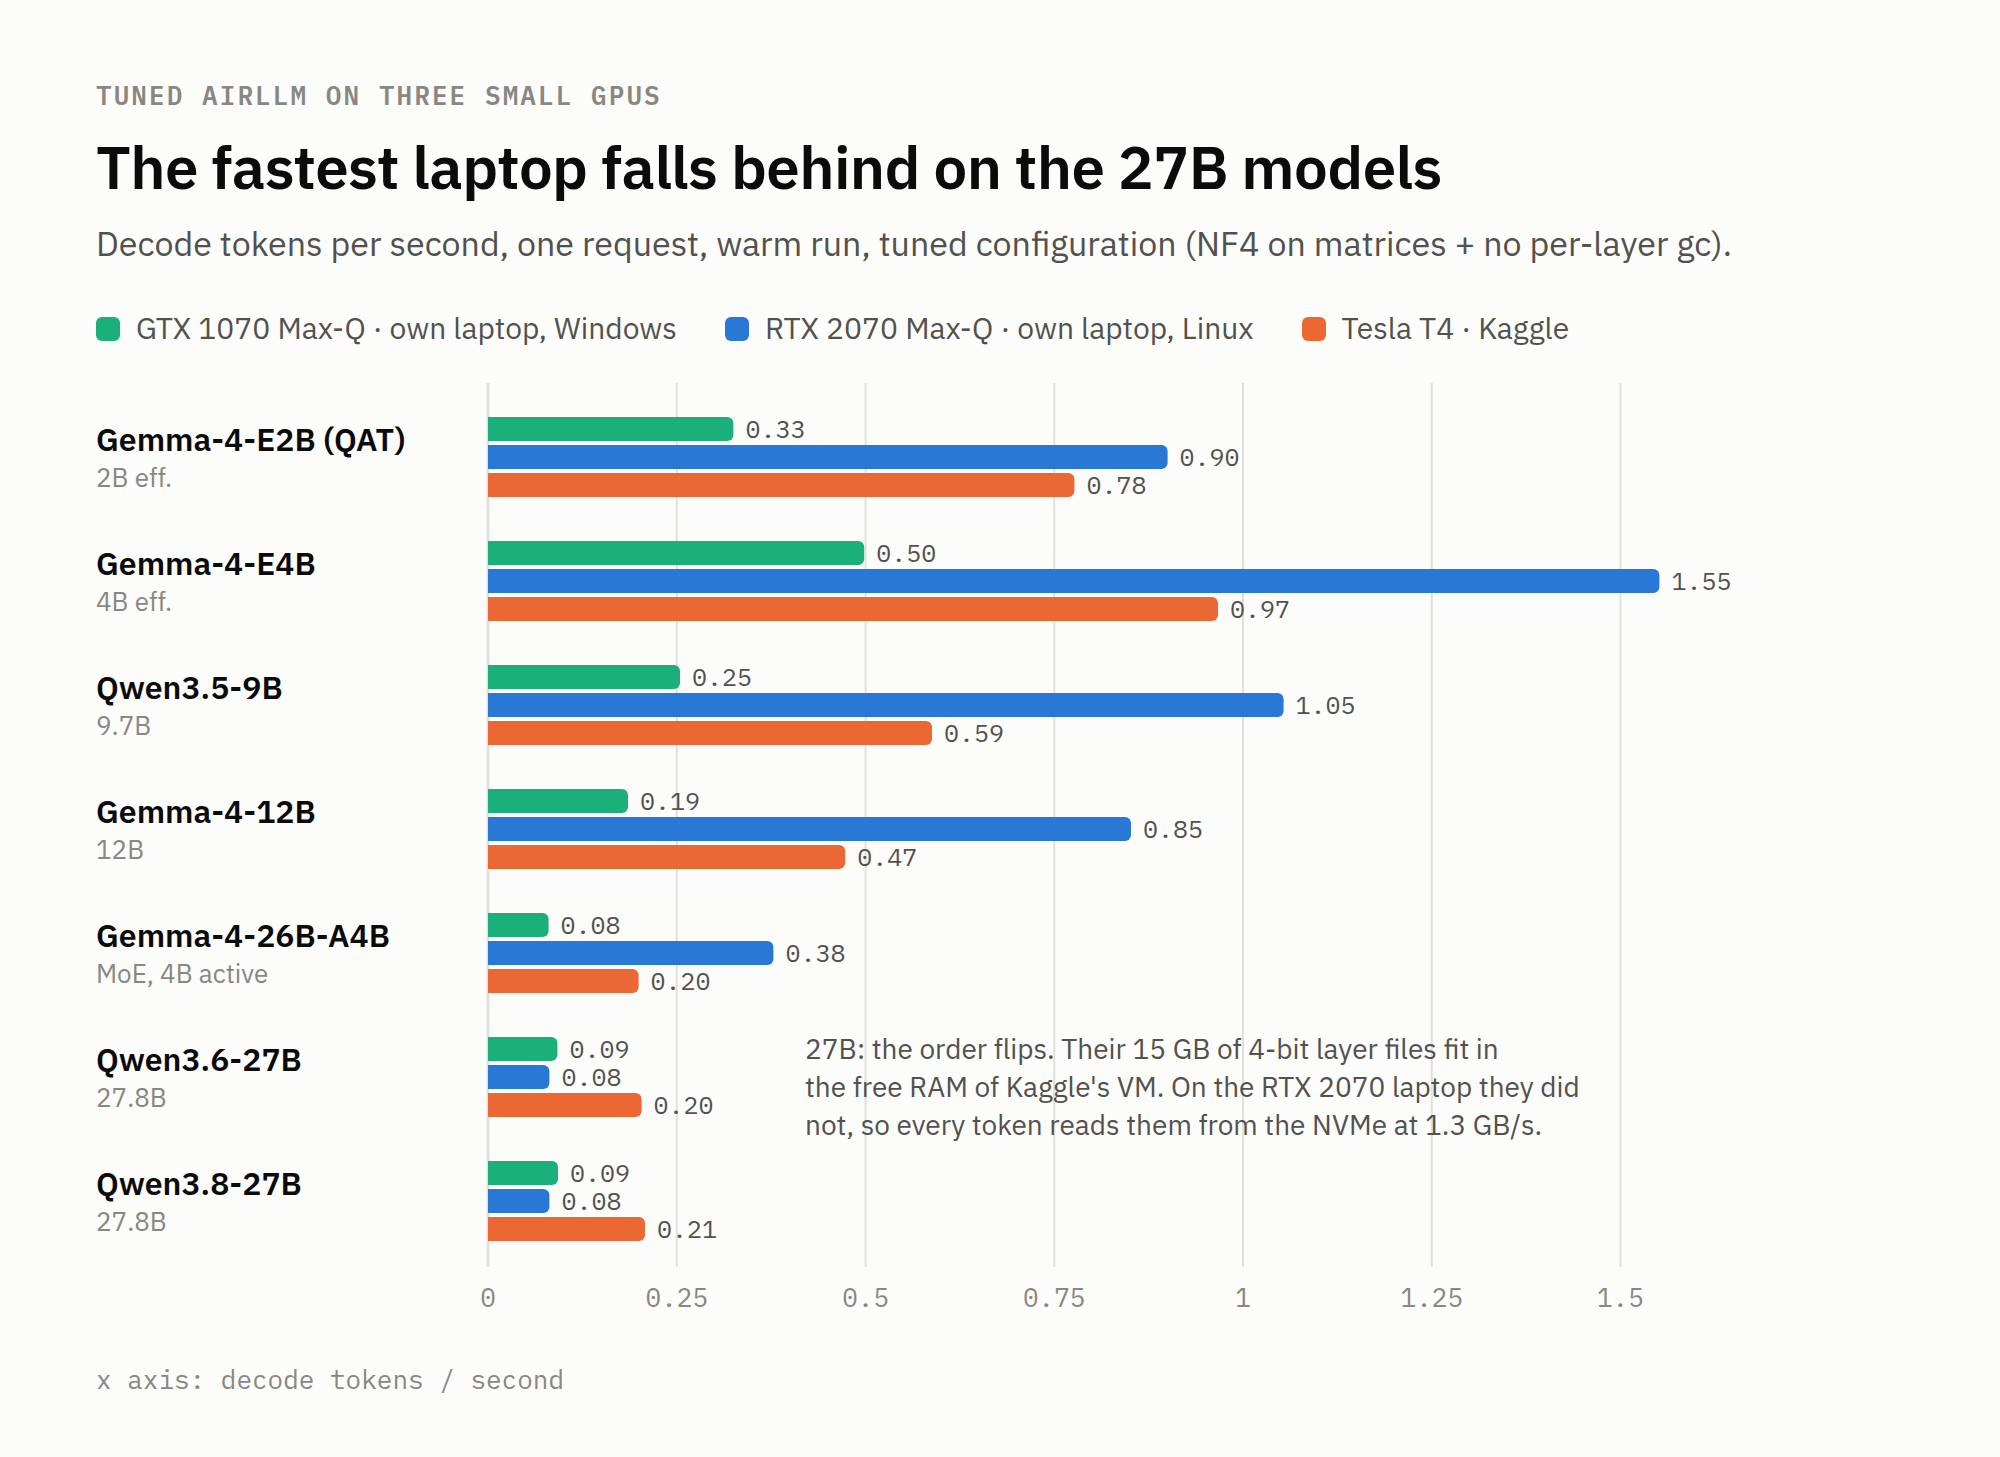 TUNED AIRLLM ON THREE SMALL GPUS
The fastest laptop falls behind on the 27B models
Decode tokens per second, one request, warm run, tuned configuration (NF4 on matrices + no per-layer gc).
GTX 1070 Max-Q · own laptop, Windows
RTX 2070 Max-Q · own laptop, Linux
Tesla T4 · Kaggle
Gemma-4-E2B (QAT)
2B eff.
0.33
0.90
0.78
Gemma-4-E4B
4B eff.
0.50
1.55
0.97
Qwen3.5-9B
9.7B
0.25
1.05
0.59
Gemma-4-12B
12B
0.19
0.85
0.47
Gemma-4-26B-A4B
MoE, 4B active
0.08
0.38
0.20
Qwen3.6-27B
27.8B
0.09
0.08
0.20
27B: the order flips. Their 15 GB of 4-bit layer files fit in
the free RAM of Kaggle's VM. On the RTX 2070 laptop they did
not, so every token reads them from the NVMe at 1.3 GB/s.
Qwen3.8-27B
27.8B
0.09
0.08
0.21
0
0.25
0.5
0.75
1
1.25
1.5
x axis: decode tokens / second